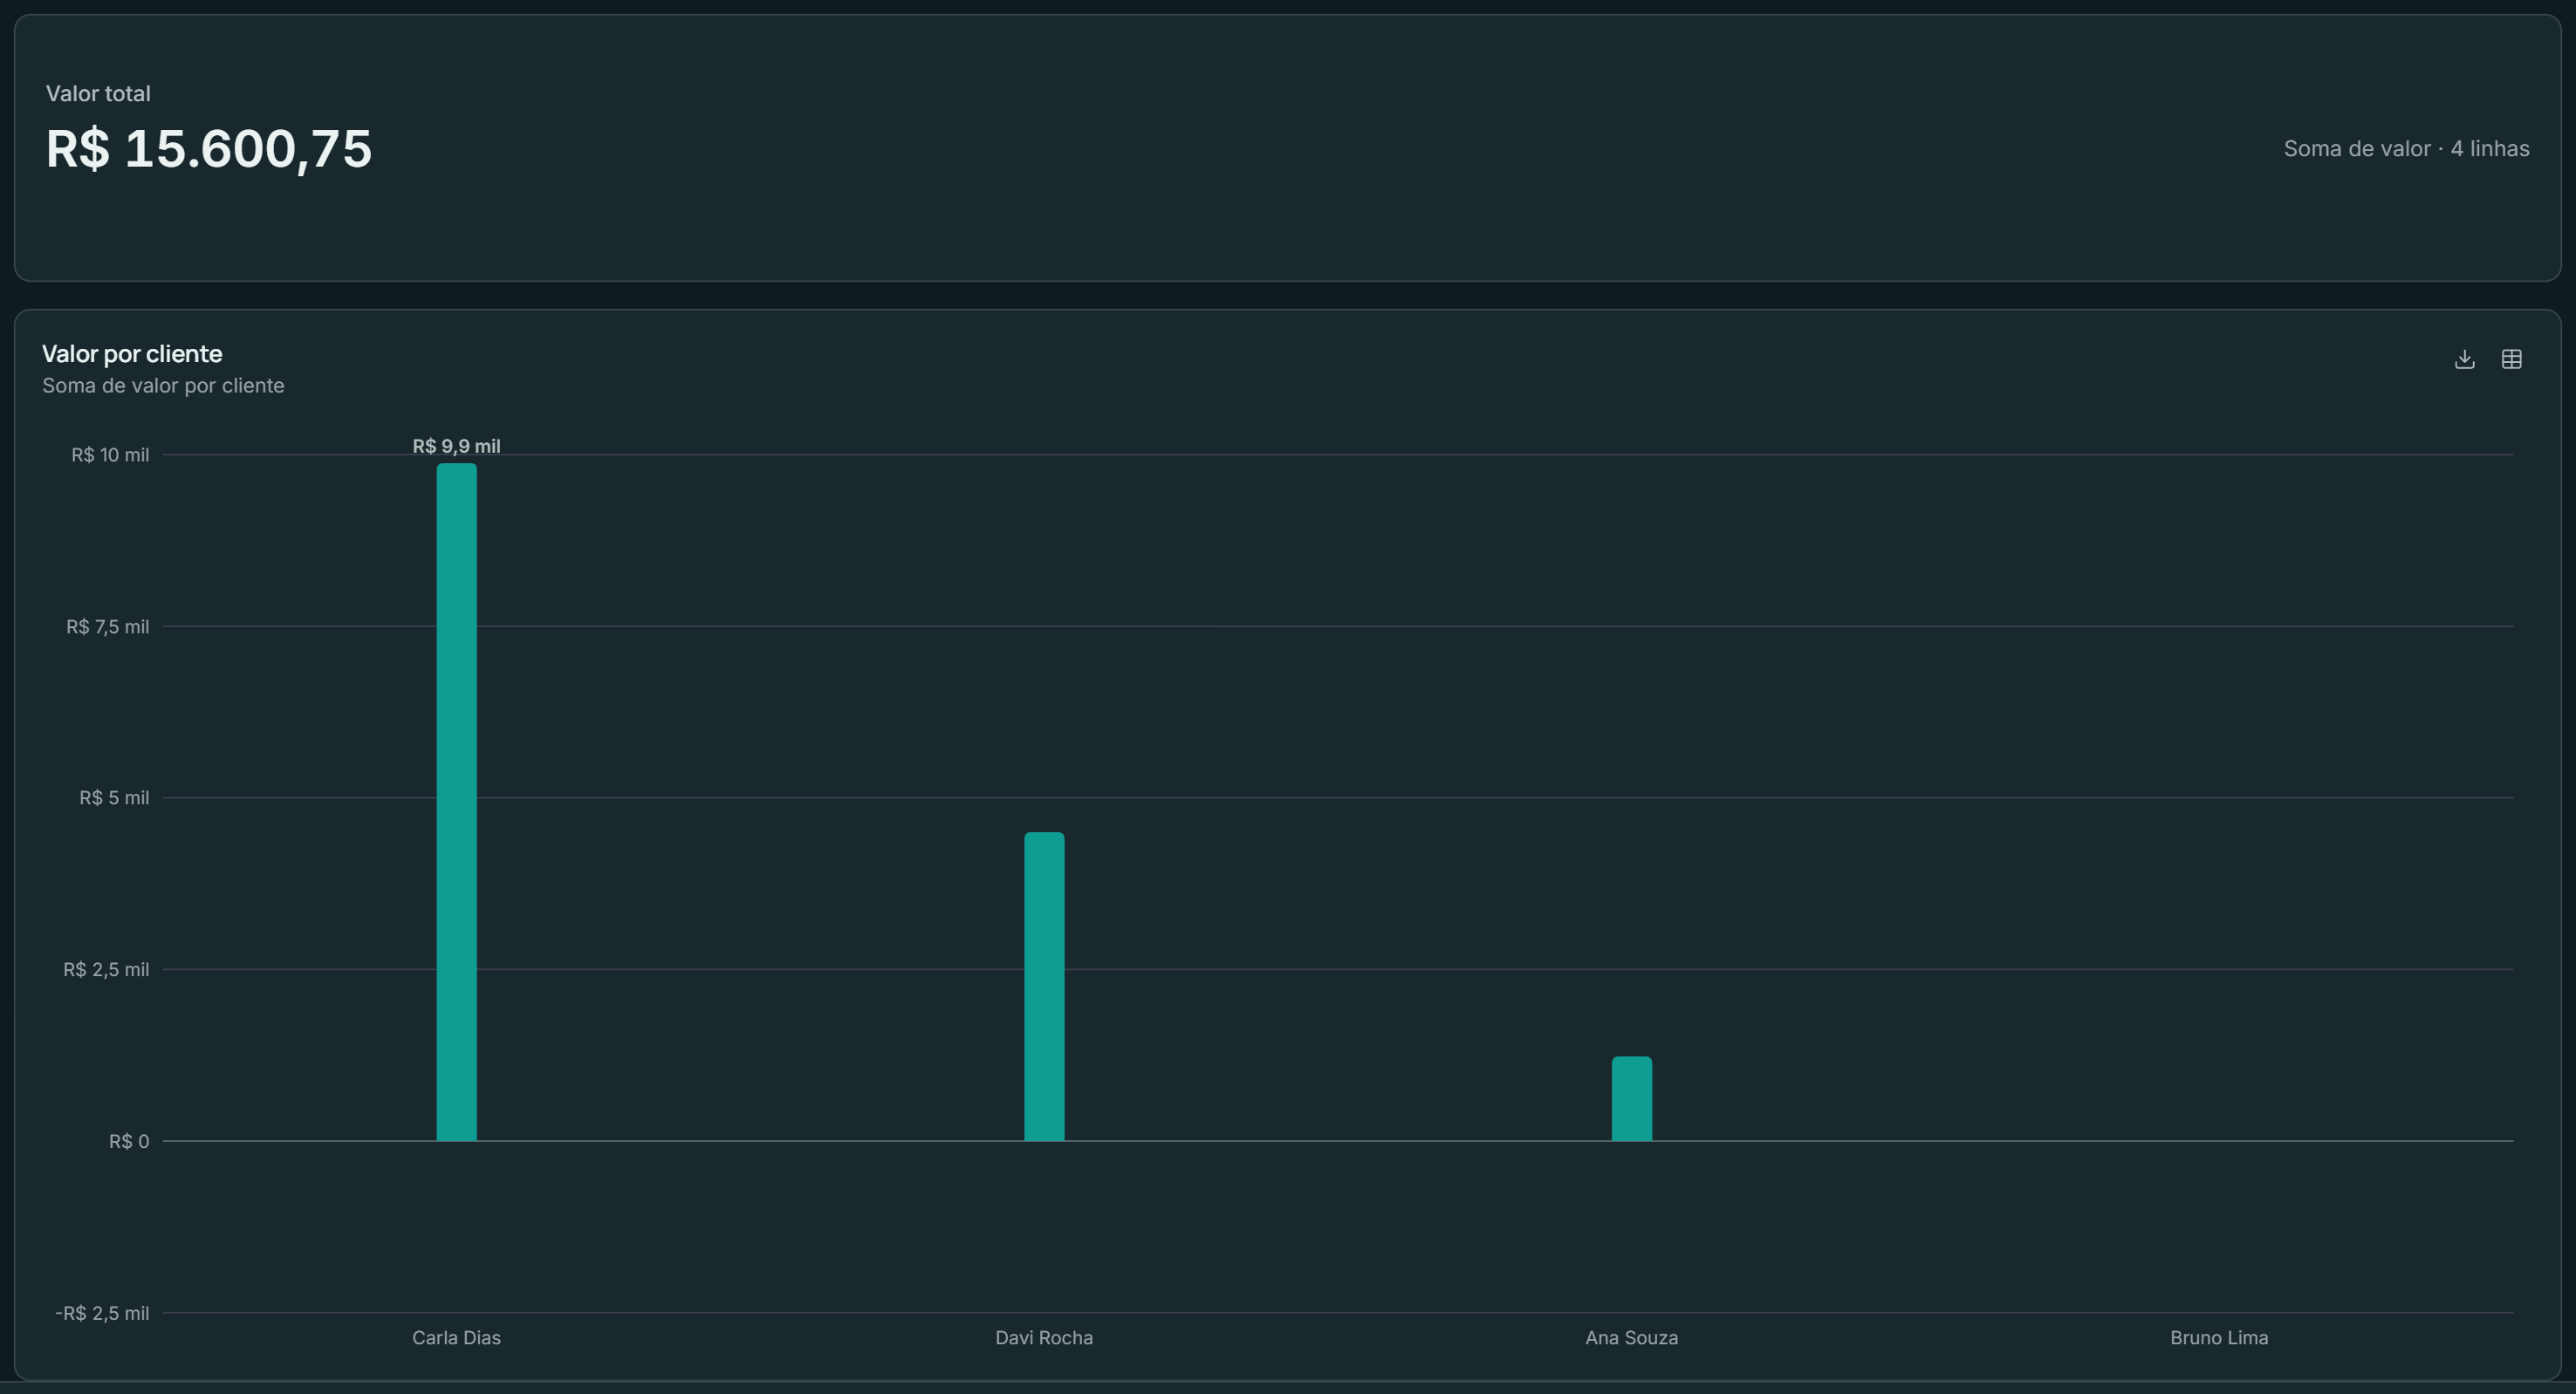 Valor total
R$ 15.600,75
Soma de valor · 4 linhas
Valor por cliente
Soma de valor por cliente
R$ 9,9 mil
R$ 10 mil
R$ 7,5 mil
R$ 5 mil
R$ 2,5 mil
R$ 0
-R$ 2,5 mil
Carla Dias
Davi Rocha
Ana Souza
Bruno Lima